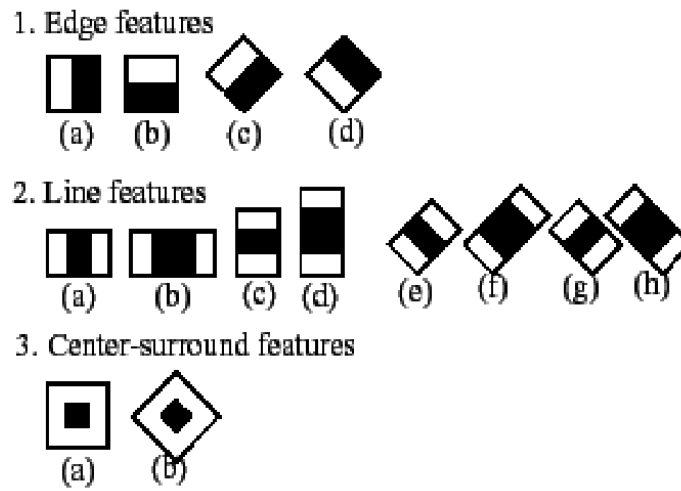 1. Edge features
(a) (b) (c) (d)
2. Line features
(a) (b) (c) (d) (e) (f) (g) (h)
3. Center-surround features
(a) (b)